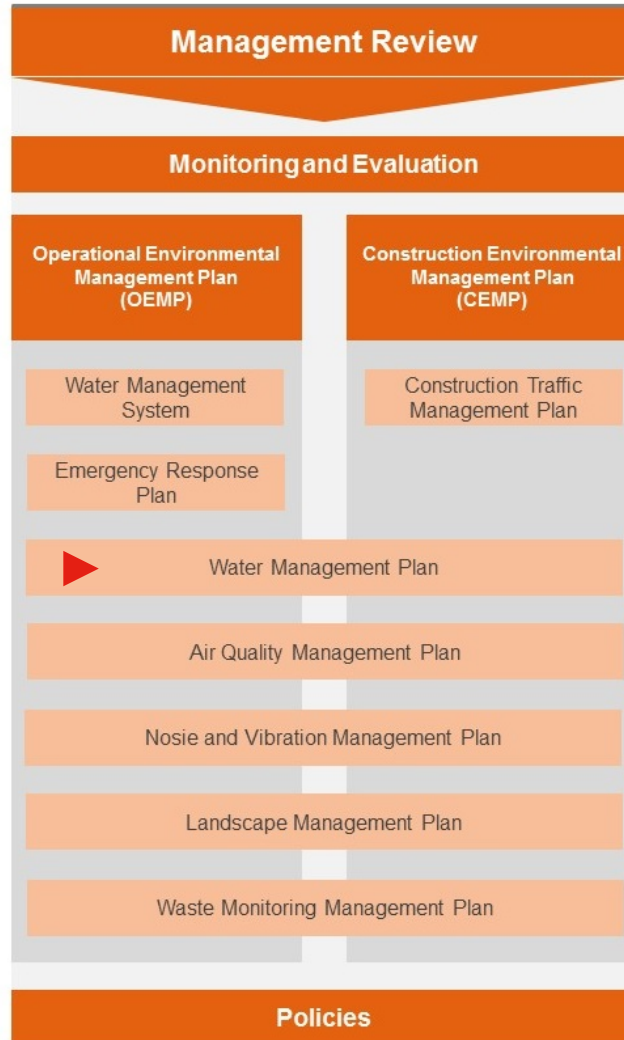 Management Review
Monitoring and Evaluation
Operational Environmental
Management Plan
(OEMP)
Construction Environmental
Management Plan
(CEMP)
Water Management
System
Construction Traffic
Management Plan
Emergency Response
Plan
Water Management Plan
Air Quality Management Plan
Nosie and Vibration Management Plan
Landscape Management Plan
Waste Monitoring Management Plan
Policies